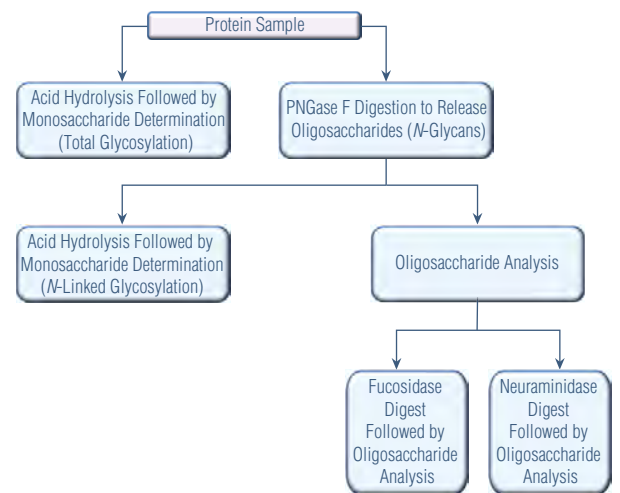 Protein Sample
Acid Hydrolysis Followed by
Monosaccharide Determination
(Total Glycosylation)
PNGase F Digestion to Release
Oligosaccharides (N-Glycans)
Acid Hydrolysis Followed by
Monosaccharide Determination
(N-Linked Glycosylation)
Oligosaccharide Analysis
Fucosidase
Digest
Followed by
Oligosaccharide
Analysis
Neuraminidase
Digest
Followed by
Oligosaccharide
Analysis